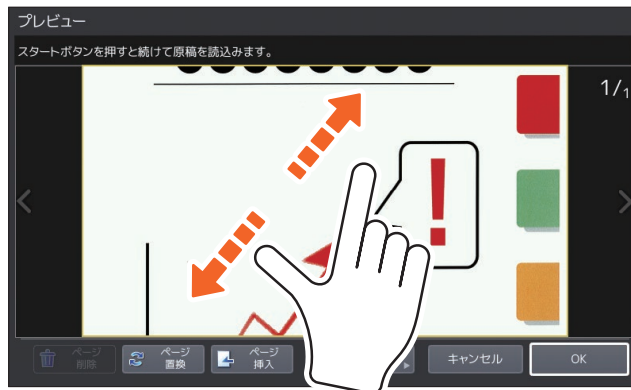 プレビュー
スタートボタンを押すと続けて原稿を読込みます。
1/1
!
ページ
削除
ページ
置換
ページ
挿入
キャンセル
OK